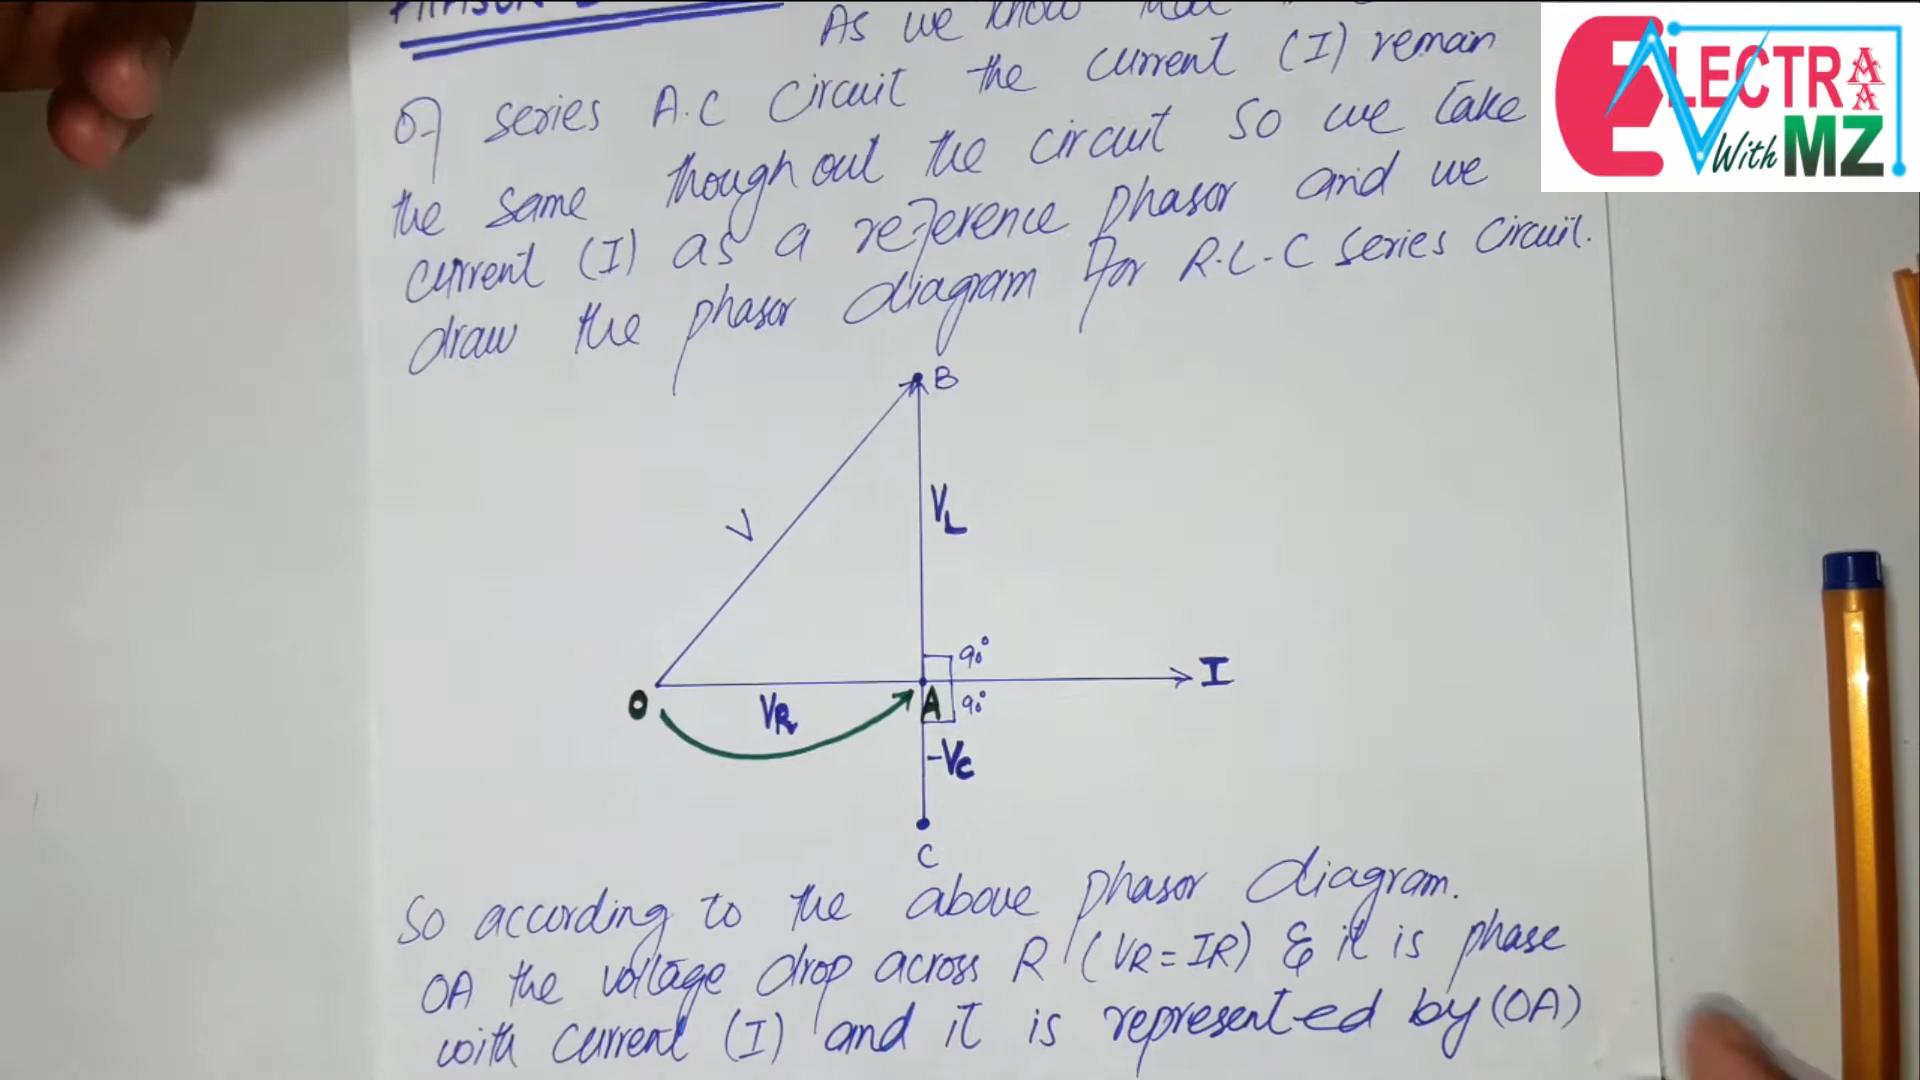 PHASOR
As we know that
of series A.C Circuit the current (I) remain
the same thoughout the circuit so we take
current (I) as a reference phasor and we
draw the phasor diagram for R.L-C series circuit.
B
V
VL
90°
I
O
VR
A
90°
-Vc
C
So according to the above phasor diagram.
OA the voltage drop across R (VR=IR) & it is phase
with current (I) and it is represented by (OA)
ELECTRA
AA
With MZ